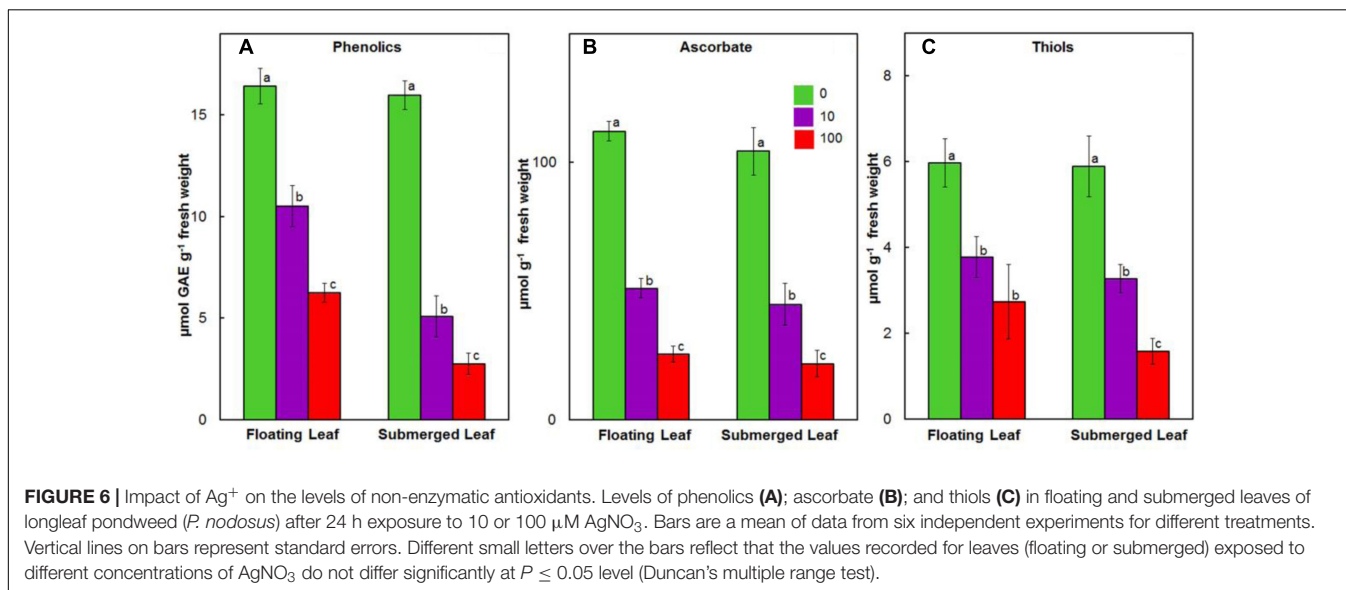 A Phenolics
µmol GAE g-1 fresh weight
15
10
5
0
a
b
c
a
b
c
Floating Leaf Submerged Leaf
B Ascorbate
0
10
100
µmol g-1 fresh weight
100
0
a
b
c
a
b
c
Floating Leaf Submerged Leaf
C Thiols
µmol g-1 fresh weight
8
6
4
2
0
a
b
b
a
b
c
Floating Leaf Submerged Leaf
FIGURE 6 | Impact of Ag+ on the levels of non-enzymatic antioxidants. Levels of phenolics (A); ascorbate (B); and thiols (C) in floating and submerged leaves of
longleaf pondweed (P. nodosus) after 24 h exposure to 10 or 100 μM AgNO3. Bars are a mean of data from six independent experiments for different treatments.
Vertical lines on bars represent standard errors. Different small letters over the bars reflect that the values recorded for leaves (floating or submerged) exposed to
different concentrations of AgNO3 do not differ significantly at P ≤ 0.05 level (Duncan's multiple range test).